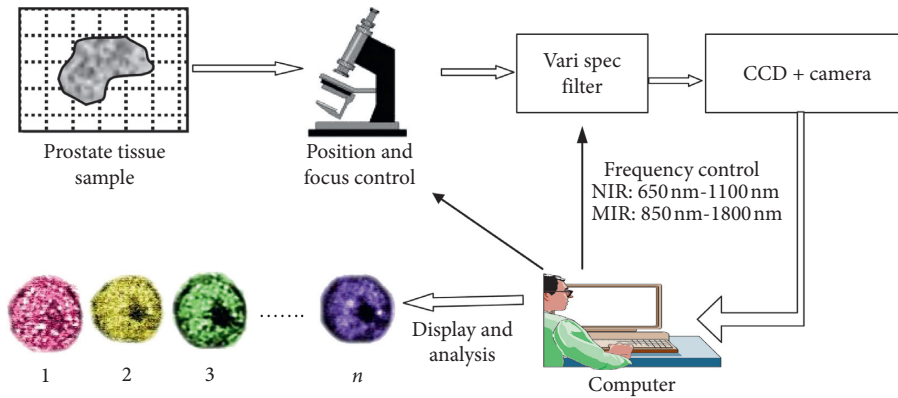 Prostate tissue
sample
Position and
focus control
Vari spec
filter
CCD + camera
Frequency control
NIR: 650 nm-1100 nm
MIR: 850 nm-1800 nm
Display and
analysis
Computer
1 2 3 ....... n